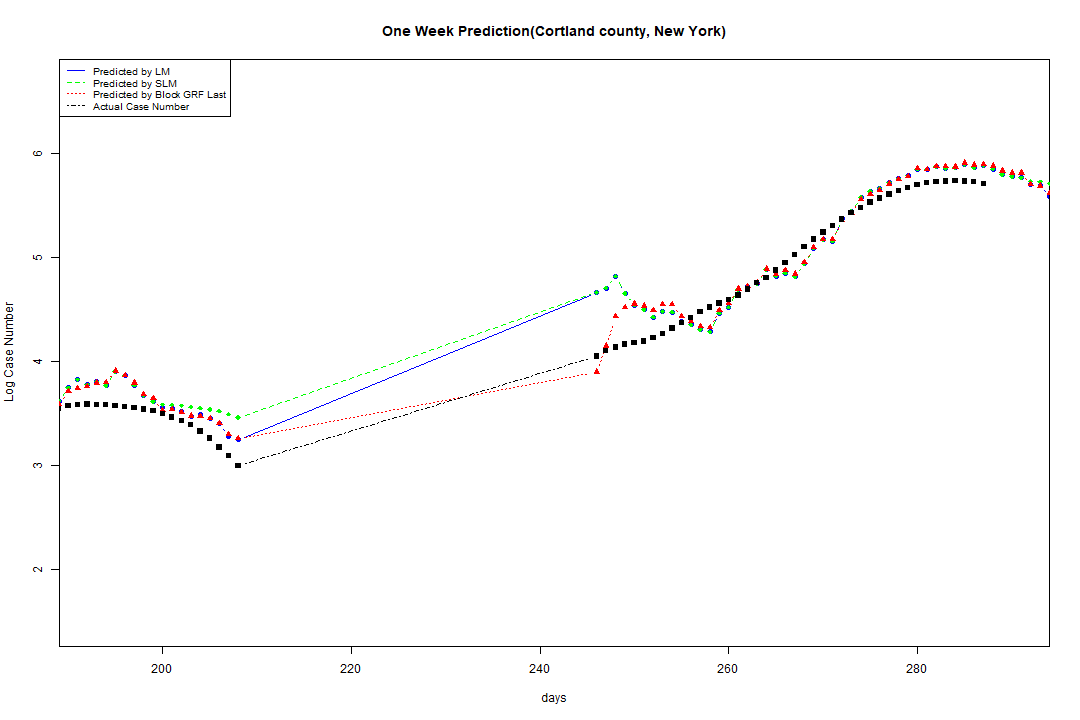 One Week Prediction(Cortland county, New York)
Predicted by LM
Predicted by SLM
Predicted by Block GRF Last
Actual Case Number
6
5
4
3
2
Log Case Number
200 220 240 260 280
days